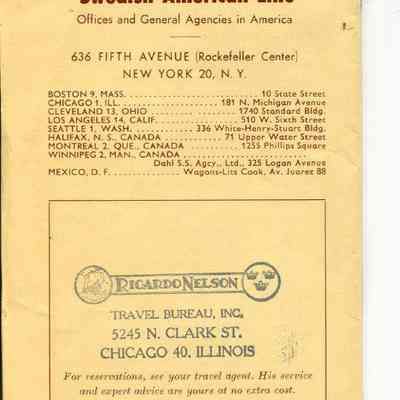 Swedish American Line
Offices and General Agencies in America
636 FIFTH AVENUE (Rockefeller Center)
NEW YORK 20, N. Y.
BOSTON 9, MASS. . . . . . . . . . . . . . . . . . . . . . . . 10 State Street
CHICAGO 1, ILL. . . . . . . . . . . . . . . . . 181 N. Michigan Avenue
CLEVELAND 13, OHIO . . . . . . . . . . . . . . 1740 Standard Bldg.
LOS ANGELES 14, CALIF. . . . . . . . . . . . . . 510 W. Sixth Street
SEATTLE 1, WASH. . . . . . . . . . . 336 White-Henry-Stuart Bldg.
HALIFAX, N. S., CANADA . . . . . . . . . . 71 Upper Water Street
MONTREAL 2, QUE., CANADA . . . . . . . . 1255 Phillips Square
WINNIPEG 2, MAN., CANADA . . . . . . . . . . . . . . . . . . . .
Dahl S.S. Agcy., Ltd., 325 Logan Avenue
MEXICO, D. F. . . . . . . . . . . . Wagons-Lits Cook, Av. Juarez 88
RICARDO NELSON
TRAVEL BUREAU, INC.
5245 N. CLARK ST.
CHICAGO 40, ILLINOIS
For reservations, see your travel agent. His service
and expert advice are yours at no extra cost.